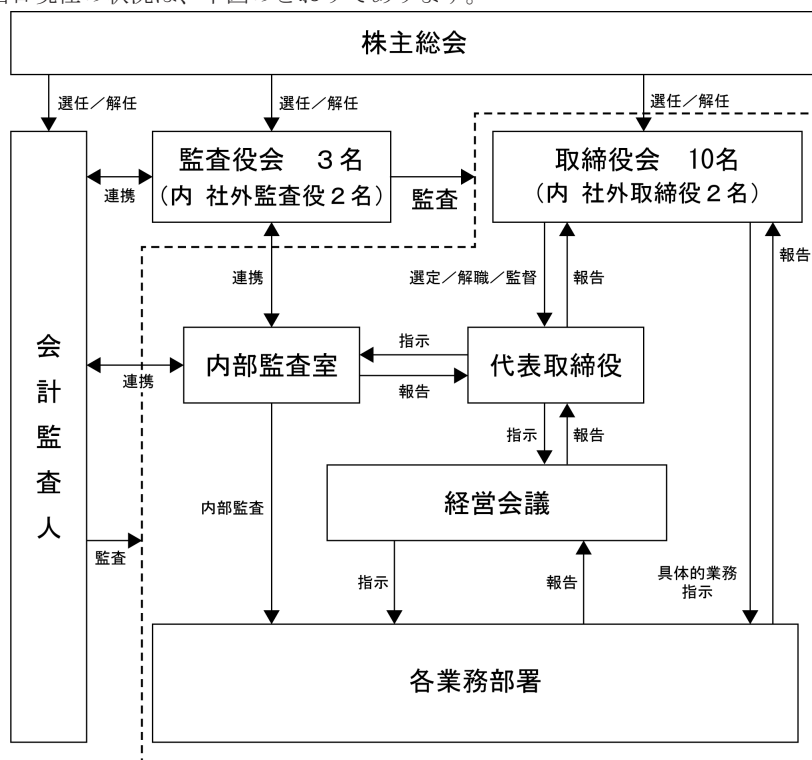 株主総会
選任／解任
選任／解任
選任／解任
監査役会　３名
（内 社外監査役２名）
取締役会　10名
（内 社外取締役２名）
連携
監査
報告
連携
選定／解職／監督
報告
会計監査人
内部監査室
指示
代表取締役
連携
報告
指示
報告
経営会議
内部監査
監査
指示
報告
具体的業務
指示
各業務部署